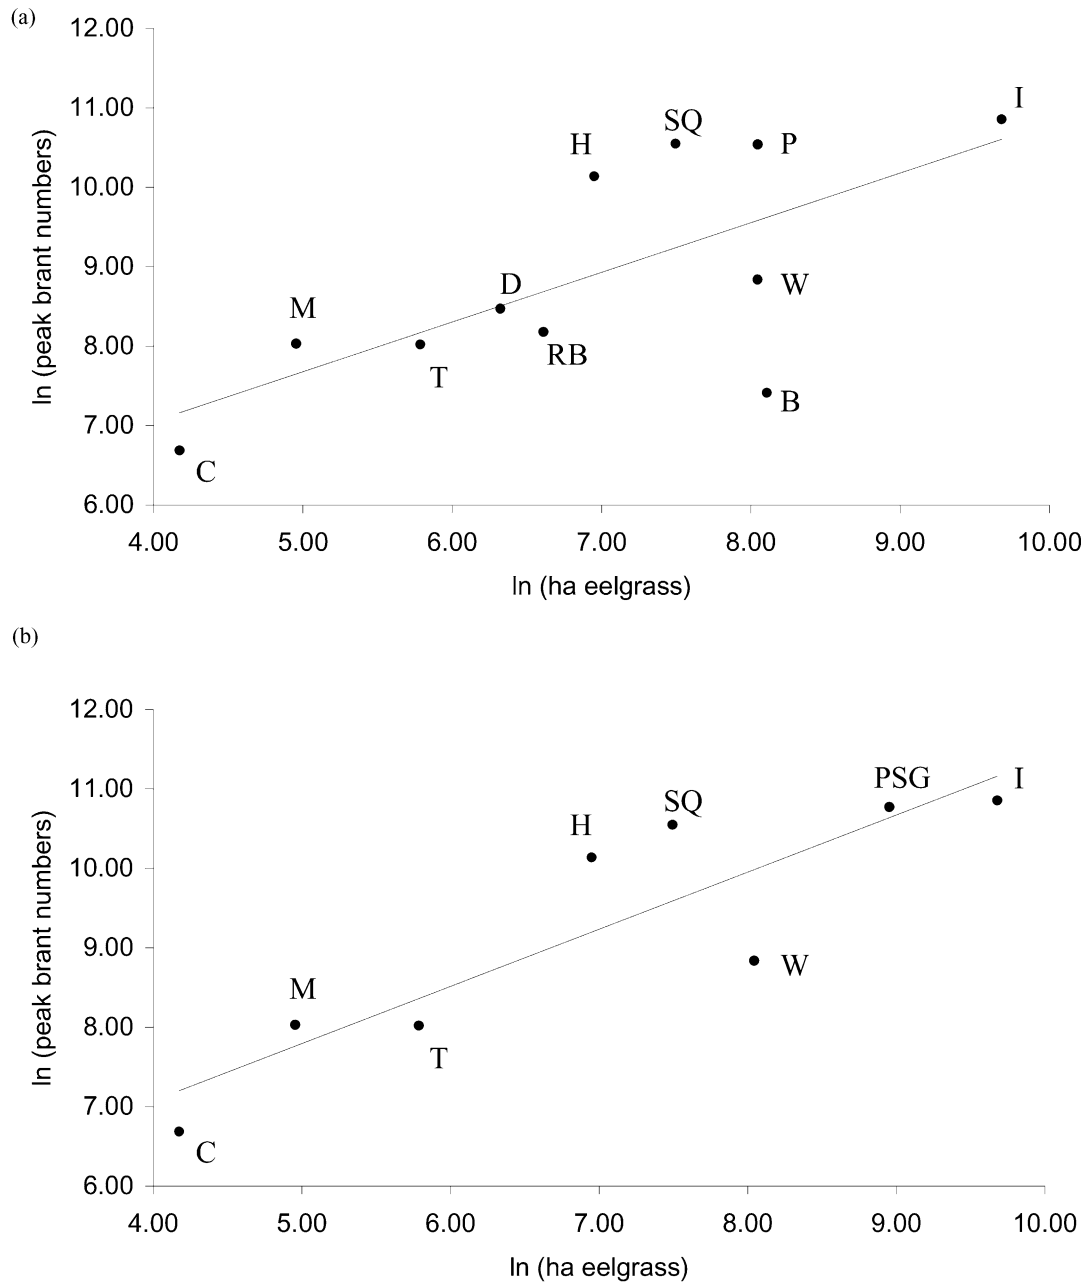 (a)
12.00
11.00
10.00
9.00
8.00
7.00
6.00
ln (peak brant numbers)
I
SQ
H
P
D
W
M
RB
T
B
C
4.00 5.00 6.00 7.00 8.00 9.00 10.00
ln (ha eelgrass)
(b)
12.00
11.00
10.00
9.00
8.00
7.00
6.00
ln (peak brant numbers)
PSG
I
SQ
H
W
M
T
C
4.00 5.00 6.00 7.00 8.00 9.00 10.00
ln (ha eelgrass)